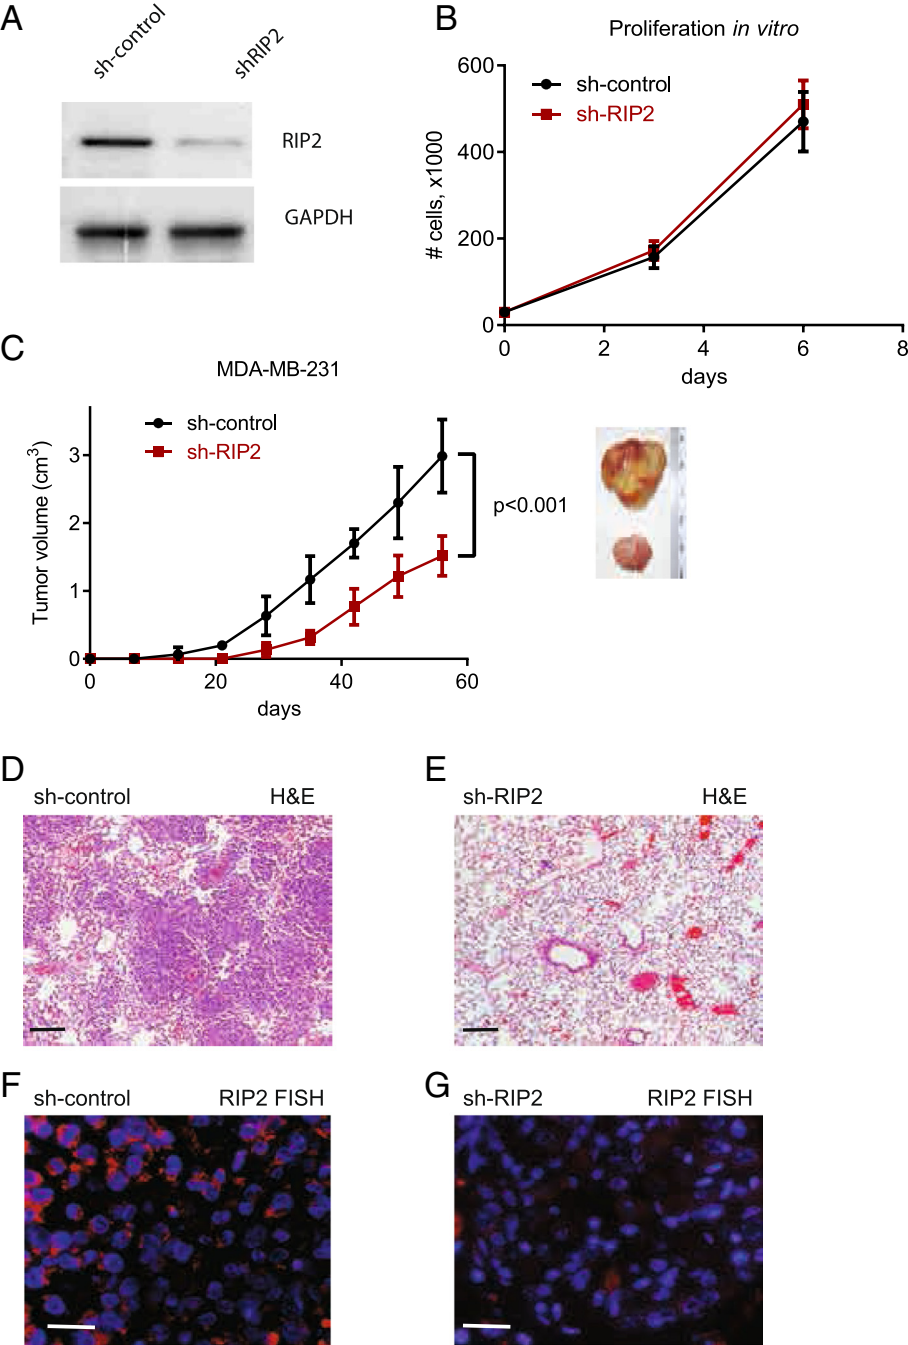 A
sh-control
shRIP2
RIP2
GAPDH
B
Proliferation in vitro
# cells, x1000
600
400
200
0
sh-control
sh-RIP2
0 2 4 6 8
days
C
MDA-MB-231
Tumor volume (cm³)
3
2
1
0
sh-control
sh-RIP2
p<0.001
0 20 40 60
days
D
sh-control H&E
E
sh-RIP2 H&E
F
sh-control RIP2 FISH
G
sh-RIP2 RIP2 FISH